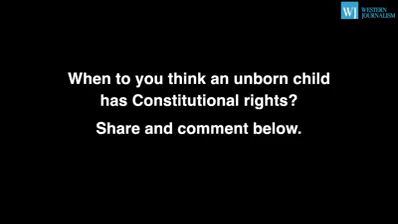 WJ WESTERN
JOURNALISM
When to you think an unborn child
has Constitutional rights?
Share and comment below.